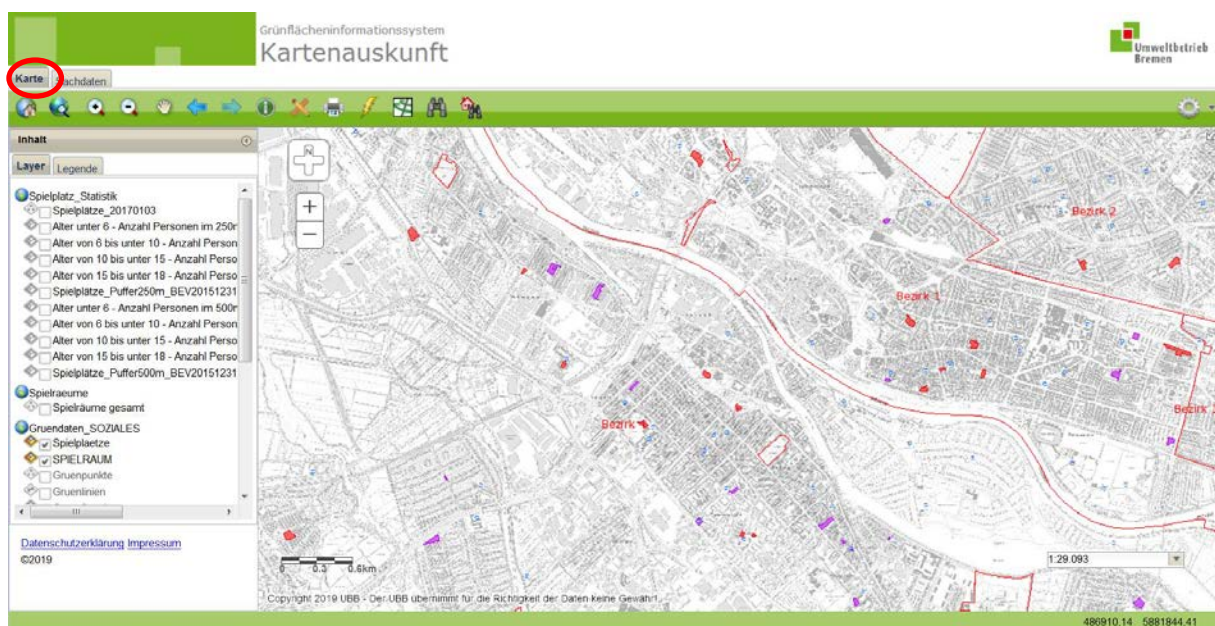 Grünflächeninformationssystem
Kartenauskunft
Umweltbetrieb
Bremen
Karte
Sachdaten
Inhalt
Layer
Legende
Spielplatz_Statistik
Spielplätze_20170103
Alter unter 6 - Anzahl Personen im 250r
Alter von 6 bis unter 10 - Anzahl Person
Alter von 10 bis unter 15 - Anzahl Perso
Alter von 15 bis unter 18 - Anzahl Perso
Spielplätze_Puffer250m_BEV20151231
Alter unter 6 - Anzahl Personen im 500r
Alter von 6 bis unter 10 - Anzahl Person
Alter von 10 bis unter 15 - Anzahl Perso
Alter von 15 bis unter 18 - Anzahl Perso
Spielplätze_Puffer500m_BEV20151231
Spielraeume
Spielräume gesamt
Gruendaten_SOZIALES
Spielplaetze
SPIELRAUM
Gruenpunkte
Gruenlinien
Datenschutzerklärung Impressum
©2019
N
Bezirk 2
Bezirk 1
Bezirk
Bezirk
0 0.3 0.6km
1:29.093
Copyright 2019 UBB - Der UBB übernimmt für die Richtigkeit der Daten keine Gewähr!
486910.14 5881844.41